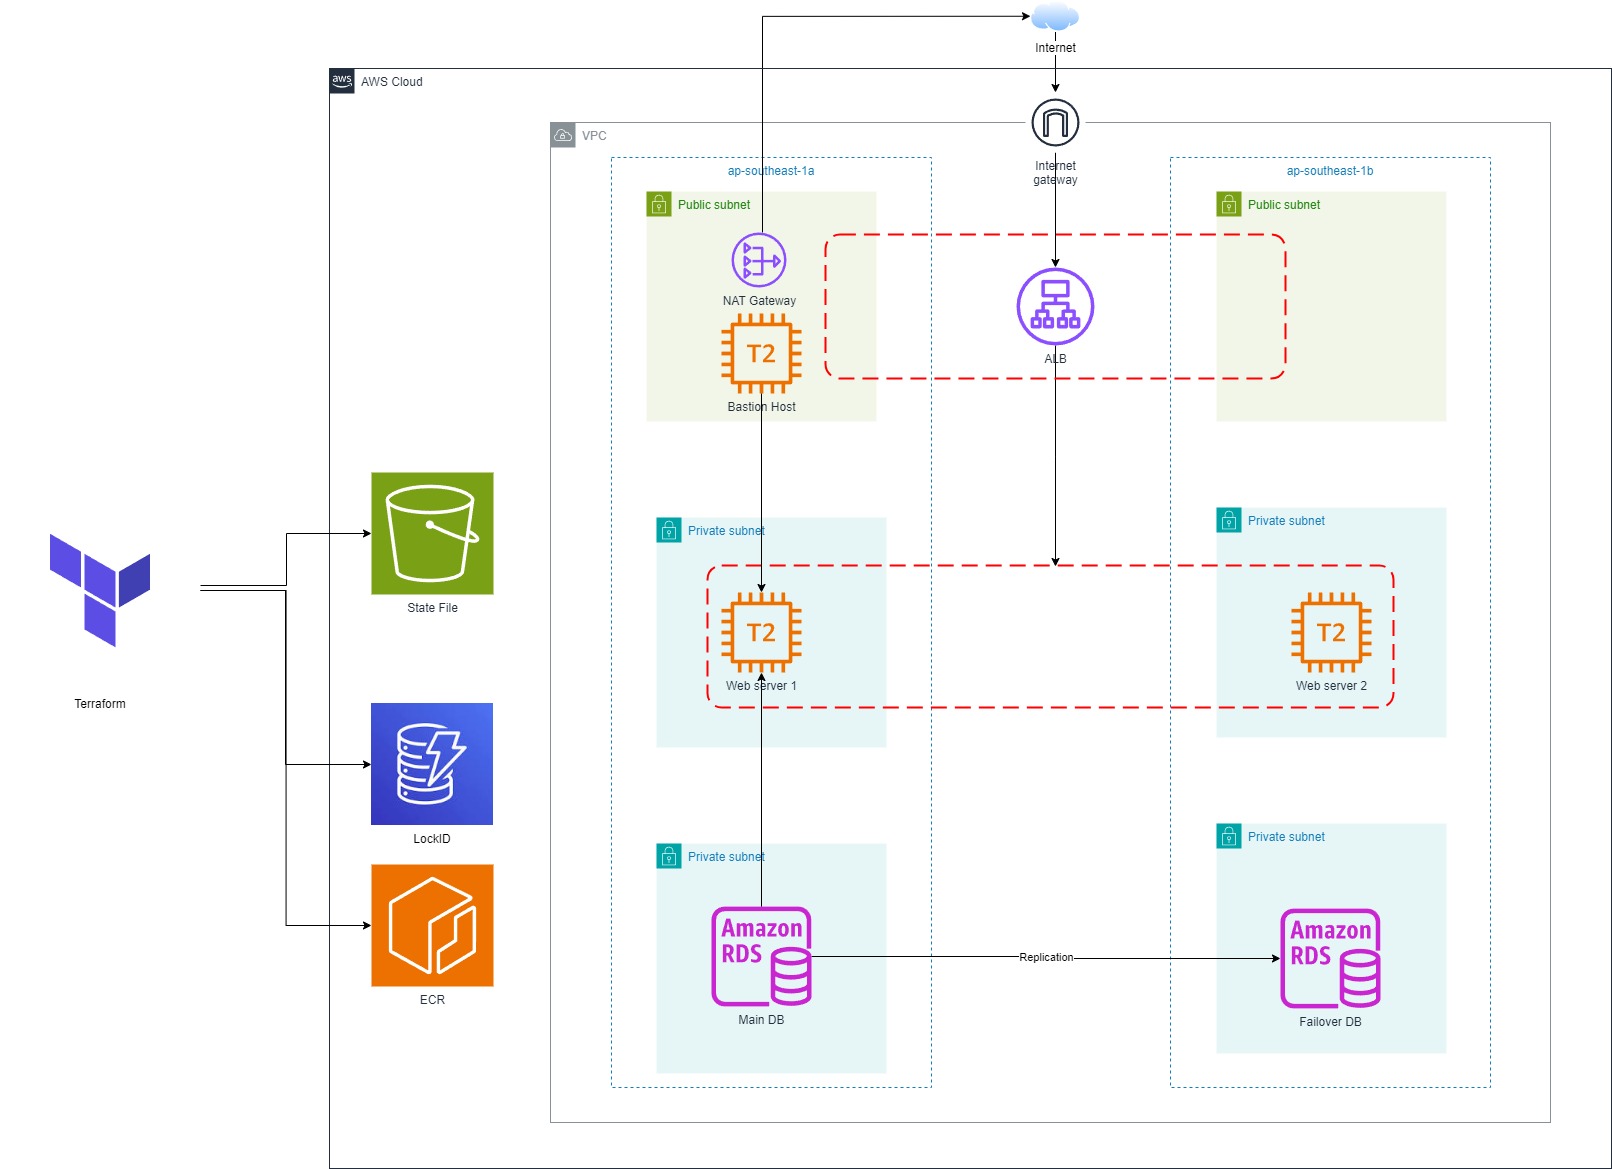 Internet
aws
AWS Cloud
VPC
Internet
gateway
ap-southeast-1a
ap-southeast-1b
Public subnet
Public subnet
NAT Gateway
T2
Bastion Host
ALB
State File
Private subnet
Private subnet
T2
Web server 1
T2
Web server 2
Terraform
LockID
Private subnet
Private subnet
ECR
Amazon
RDS
Main DB
Replication
Amazon
RDS
Failover DB